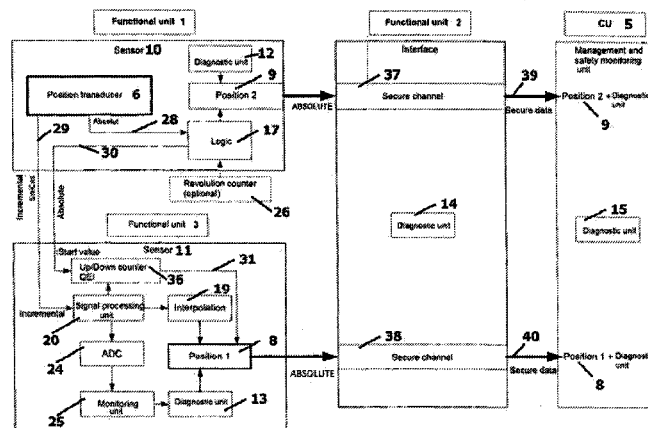 Functional unit 1
Functional unit 2
CU 5
Sensor
10
12
Diagnostic unit
9
Position 2
Position transducer 6
28
Absolut
29
30
Logic
17
Incremental
sin/Cos
Absolute
Revolution counter
(optional)
26
ABSOLUTE
Interface
37
Secure channel
39
Secure data
Management and
safety monitoring
unit
Position 2 + Diagnostic
unit
9
14
Diagnostic unit
15
Diagnostic unit
Functional unit 3
Sensor 11
Start value
Up/Down counter
QEI
36
31
19
Incremental
Signal processing
unit
20
Interpolation
8
Position 1
ADC
24
Monitoring
unit
25
Diagnostic unit
13
ABSOLUTE
38
Secure channel
40
Secure data
Position 1 + Diagnostic
unit
8